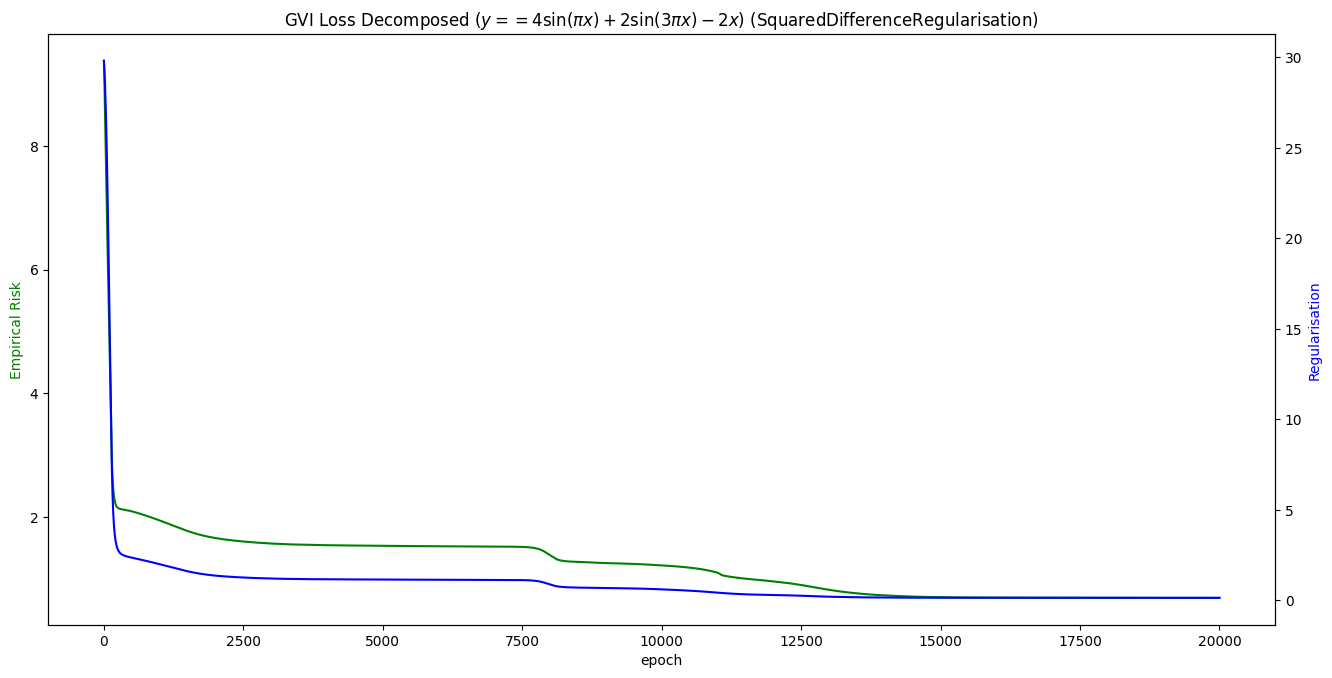 GVI Loss Decomposed (y == 4sin(πx) + 2sin(3πx) − 2x) (SquaredDifferenceRegularisation)
Empirical Risk
8
6
4
2
30
25
20
15
10
5
0
Regularisation
0 2500 5000 7500 10000 12500 15000 17500 20000
epoch